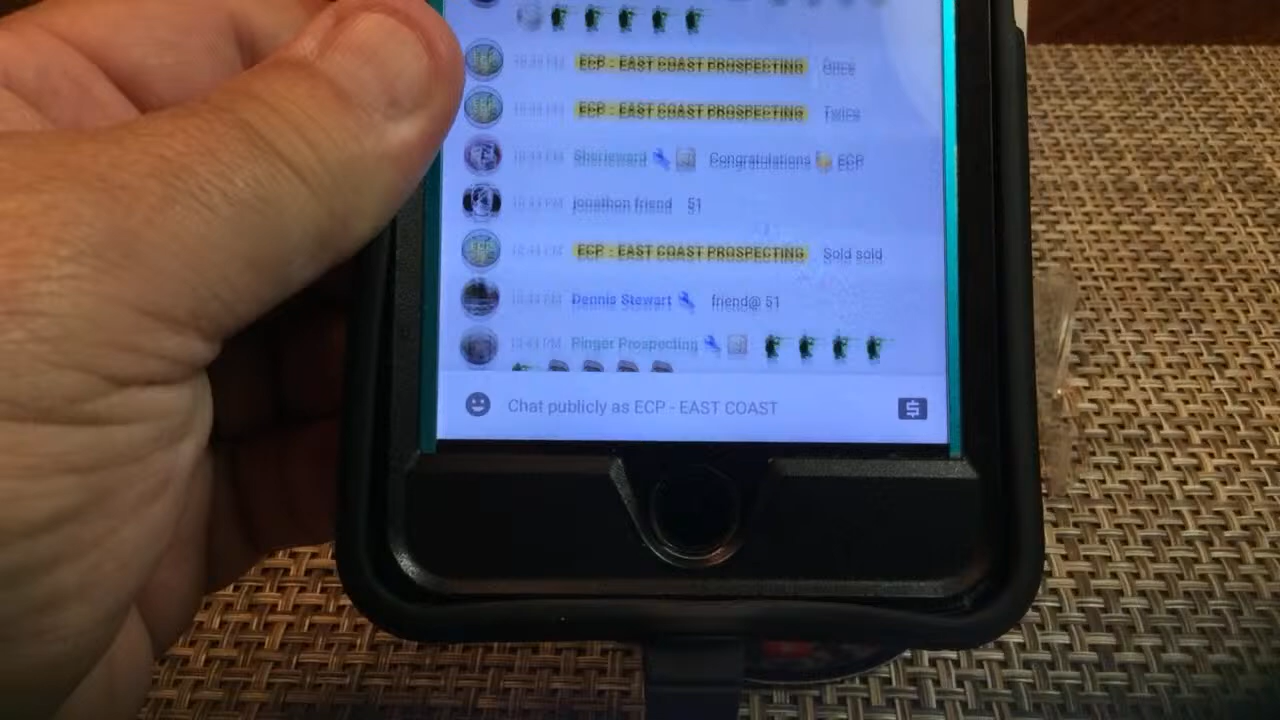 ECP - EAST COAST PROSPECTING Once
ECP - EAST COAST PROSPECTING Twice
Congratulations ECP
jonathon friend 51
ECP - EAST COAST PROSPECTING Sold sold
Dennis Stewart friend@ 51
Finger Prospecting
Chat publicly as ECP - EAST COAST